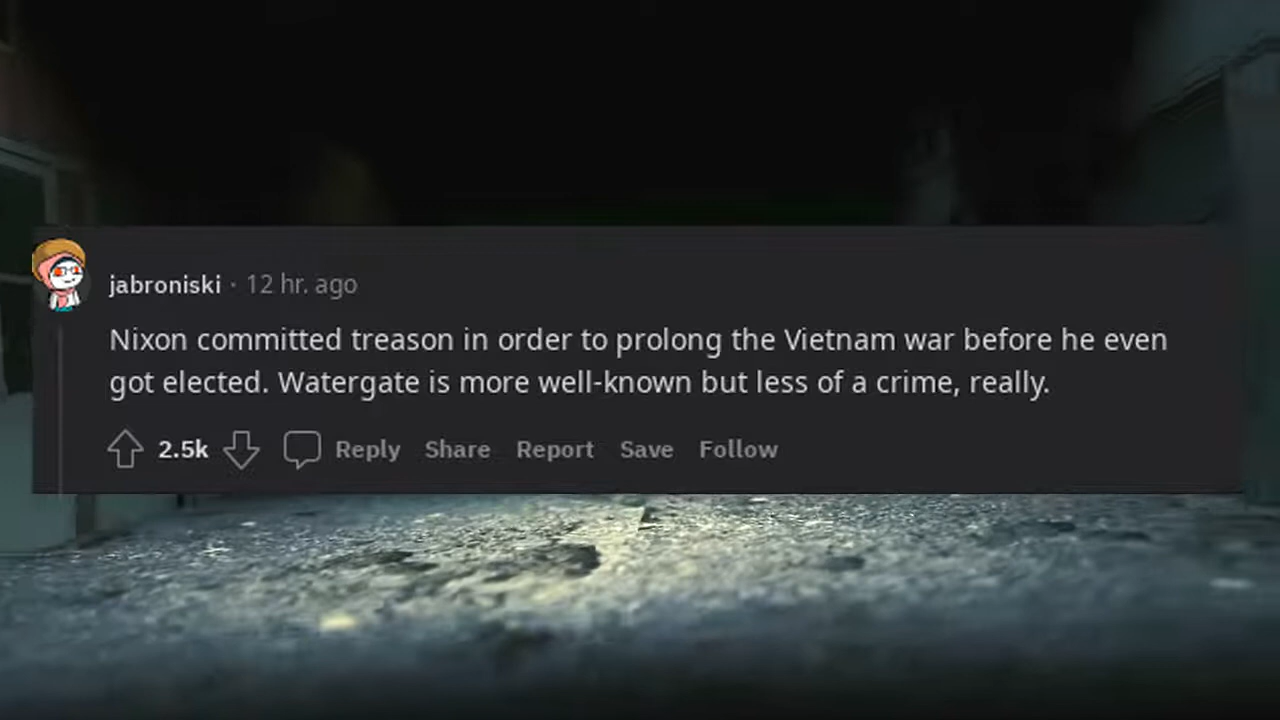 jabroniski · 12 hr. ago
Nixon committed treason in order to prolong the Vietnam war before he even
got elected. Watergate is more well-known but less of a crime, really.
2.5k Reply Share Report Save Follow